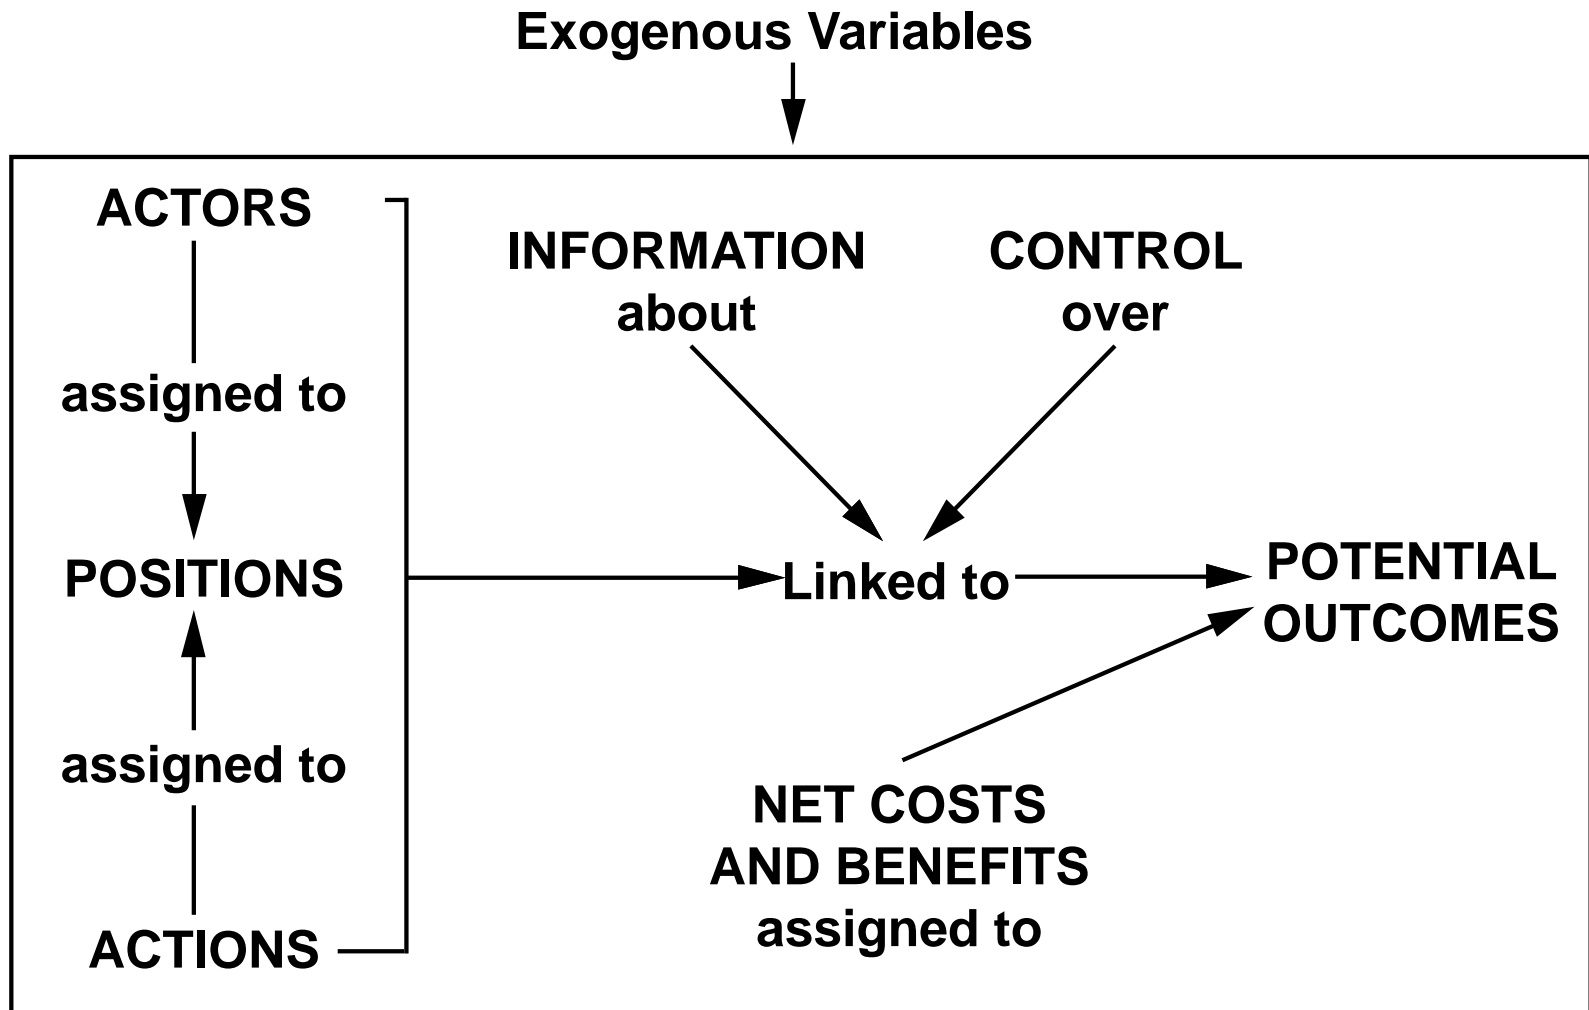 Exogenous Variables
ACTORS
assigned to
POSITIONS
assigned to
ACTIONS
INFORMATION
about
CONTROL
over
Linked to
POTENTIAL
OUTCOMES
NET COSTS
AND BENEFITS
assigned to